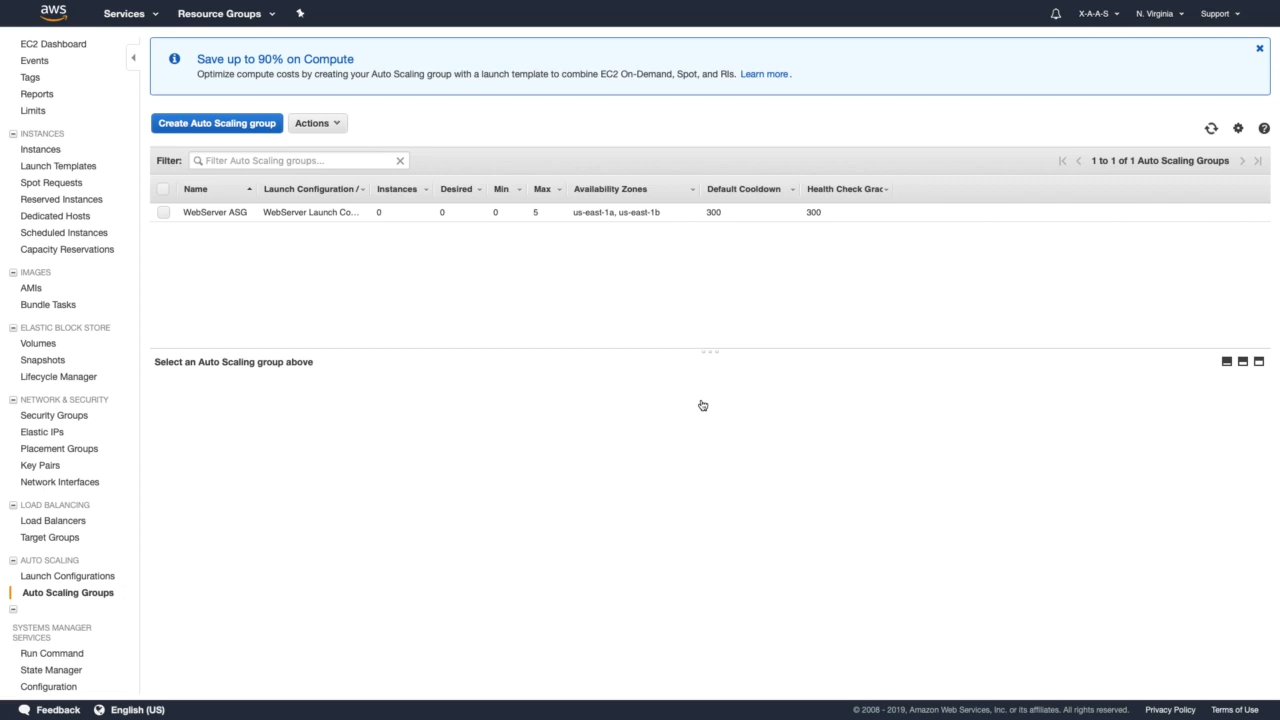 aws Services Resource Groups X-A-A-S N. Virginia Support
EC2 Dashboard
Events
Tags
Reports
Limits
INSTANCES
Instances
Launch Templates
Spot Requests
Reserved Instances
Dedicated Hosts
Scheduled Instances
Capacity Reservations
IMAGES
AMIs
Bundle Tasks
ELASTIC BLOCK STORE
Volumes
Snapshots
Lifecycle Manager
NETWORK & SECURITY
Security Groups
Elastic IPs
Placement Groups
Key Pairs
Network Interfaces
LOAD BALANCING
Load Balancers
Target Groups
AUTO SCALING
Launch Configurations
Auto Scaling Groups
SYSTEMS MANAGER
SERVICES
Run Command
State Manager
Configuration
Save up to 90% on Compute
Optimize compute costs by creating your Auto Scaling group with a launch template to combine EC2 On-Demand, Spot, and RIs. Learn more.
Create Auto Scaling group Actions
Filter: Filter Auto Scaling groups... 1 to 1 of 1 Auto Scaling Groups
Name Launch Configuration / Instances Desired Min Max Availability Zones Default Cooldown Health Check Grac
WebServer ASG WebServer Launch Co... 0 0 0 5 us-east-1a, us-east-1b 300 300
Select an Auto Scaling group above
Feedback English (US) © 2008 - 2019, Amazon Web Services, Inc. or its affiliates. All rights reserved. Privacy Policy Terms of Use